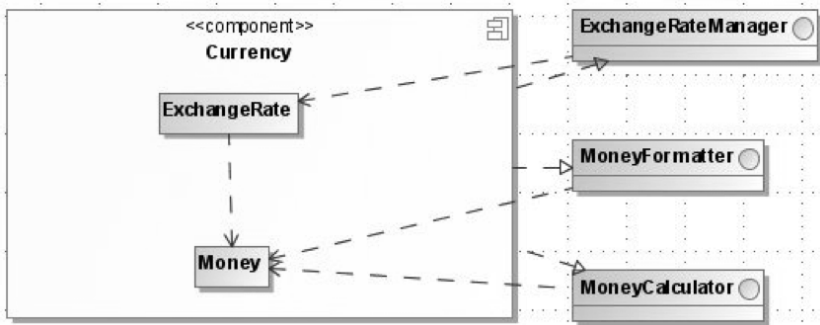 <<component>>
Currency
ExchangeRateManager
ExchangeRate
MoneyFormatter
Money
MoneyCalculator